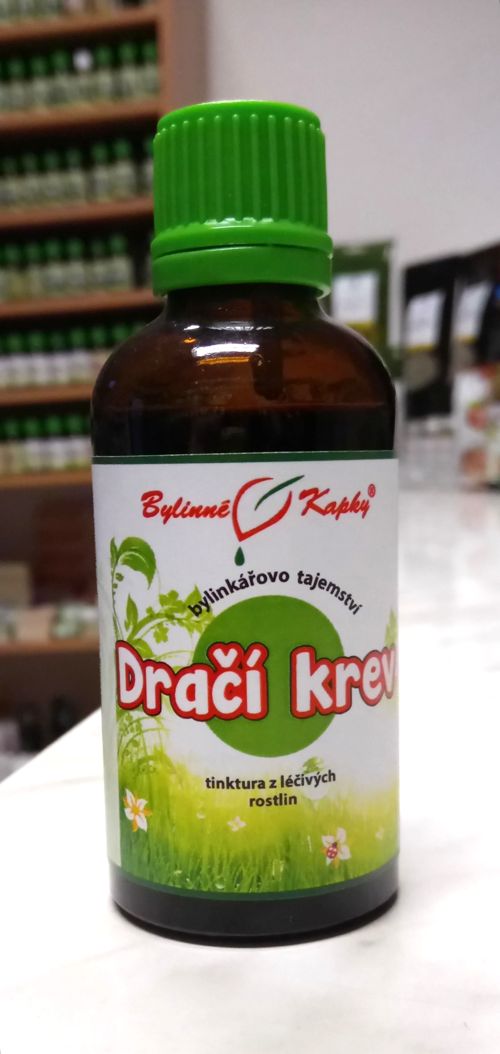 Bylinné Kapky®
bylinkářovo tajemství
Dračí krev
tinktura z léčivých
rostlin